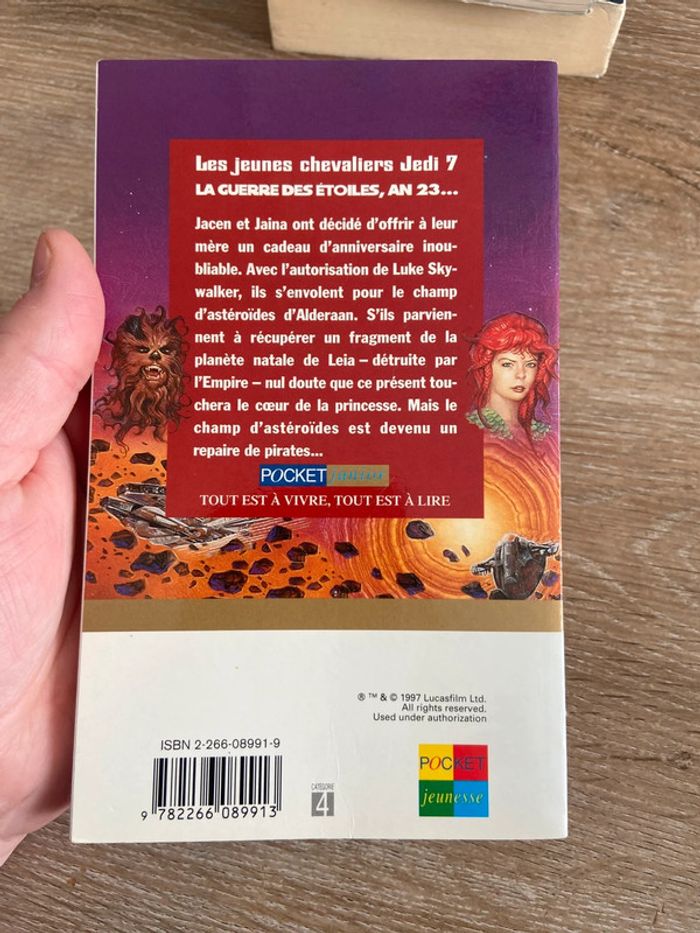 Les jeunes chevaliers Jedi 7
LA GUERRE DES ÉTOILES, AN 23...
Jacen et Jaina ont décidé d'offrir à leur
mère un cadeau d'anniversaire inou-
bliable. Avec l'autorisation de Luke Sky-
walker, ils s'envolent pour le champ
d'astéroïdes d'Alderaan. S'ils parvien-
nent à récupérer un fragment de la
planète natale de Leia – détruite par
l'Empire – nul doute que ce présent tou-
chera le cœur de la princesse. Mais le
champ d'astéroïdes est devenu un
repaire de pirates...
POCKET jeunesse
TOUT EST À VIVRE, TOUT EST À LIRE
® ™ & © 1997 Lucasfilm Ltd.
All rights reserved.
Used under authorization
ISBN 2-266-08991-9
9 782266 089913
CATÉGORIE
4
POCKET
jeunesse